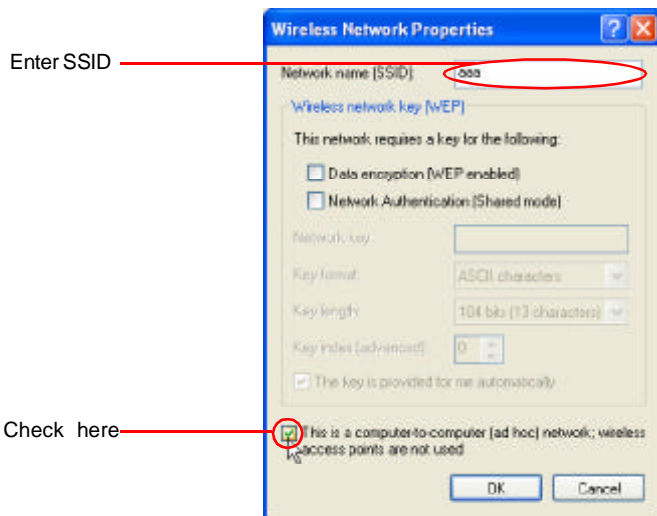 Wireless Network Properties
Enter SSID
Network name (SSID): aaa
Wireless network key (WEP)
This network requires a key for the following:
Data encryption (WEP enabled)
Network Authentication (Shared mode)
Network key:
Key format: ASCII characters
Key length: 104 bits (13 characters)
Key index (advanced): 0
The key is provided for me automatically
Check here
This is a computer-to-computer (ad hoc) network; wireless
access points are not used
OK Cancel